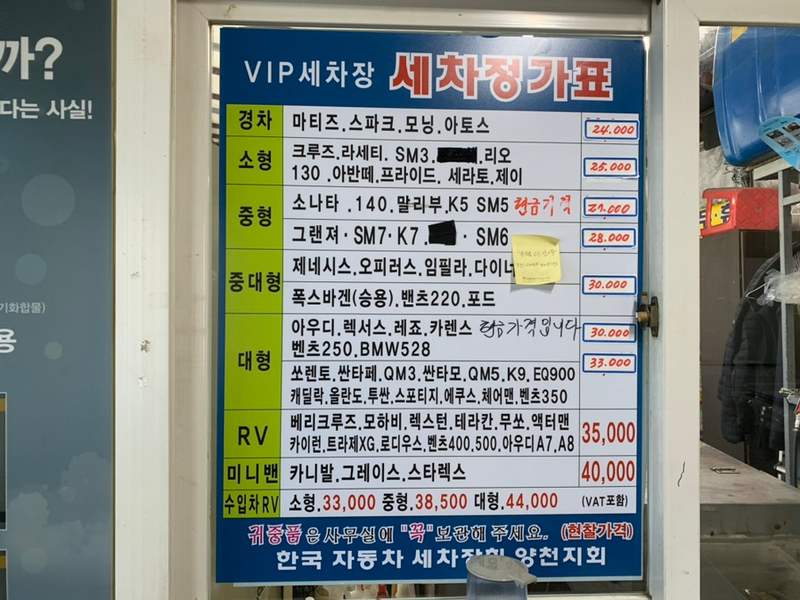 까?
다는 사실!
기화합물)
용
VIP세차장 세차정가표
경차 마티즈.스파크.모닝.아토스 24.000
소형 크루즈.라세티. SM3. .리오 25,000
130 .아반떼.프라이드. 세라토.제이
중형 소나타 .140.말리부.K5 SM5 현금가격
그랜져·SM7·K7 · SM6 28.000
중대형 제네시스.오피러스.임필라.다이너 30.000
폭스바겐(승용).밴츠220.포드
대형 아우디.렉서스.레죠.카렌스 현금가격입니다 30.000
벤츠250.BMW528 33.000
쏘렌토.싼타페.QM3.싼타모.QM5.K9.EQ900
캐딜락.올란도.투싼.스포티지.에쿠스.체어맨.벤츠350
RV 베리크루즈.모하비.렉스턴.테라칸.무쏘.액터맨 35,000
카이런.트라제XG.로디우스.벤츠400.500.아우디A7.A8
미니밴 카니발.그레이스.스타렉스 40,000
수입차RV 소형.33,000 중형.38,500 대형.44,000 (VAT포함)
귀중품은사무실에 "꼭"보관해 주세요. (현찰가격)
한국 자동차 세차장회 양천지회